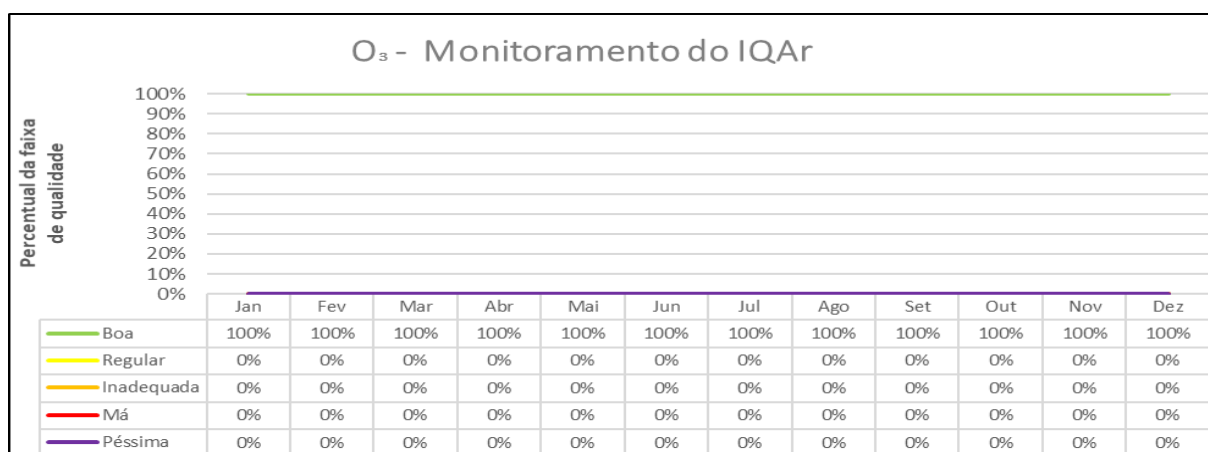 O₃ - Monitoramento do IQAr
Percentual da faixa
de qualidade
100%
90%
80%
70%
60%
50%
40%
30%
20%
10%
0%
Jan Fev Mar Abr Mai Jun Jul Ago Set Out Nov Dez
Boa 100% 100% 100% 100% 100% 100% 100% 100% 100% 100% 100% 100%
Regular 0% 0% 0% 0% 0% 0% 0% 0% 0% 0% 0% 0%
Inadequada 0% 0% 0% 0% 0% 0% 0% 0% 0% 0% 0% 0%
Má 0% 0% 0% 0% 0% 0% 0% 0% 0% 0% 0% 0%
Péssima 0% 0% 0% 0% 0% 0% 0% 0% 0% 0% 0% 0%